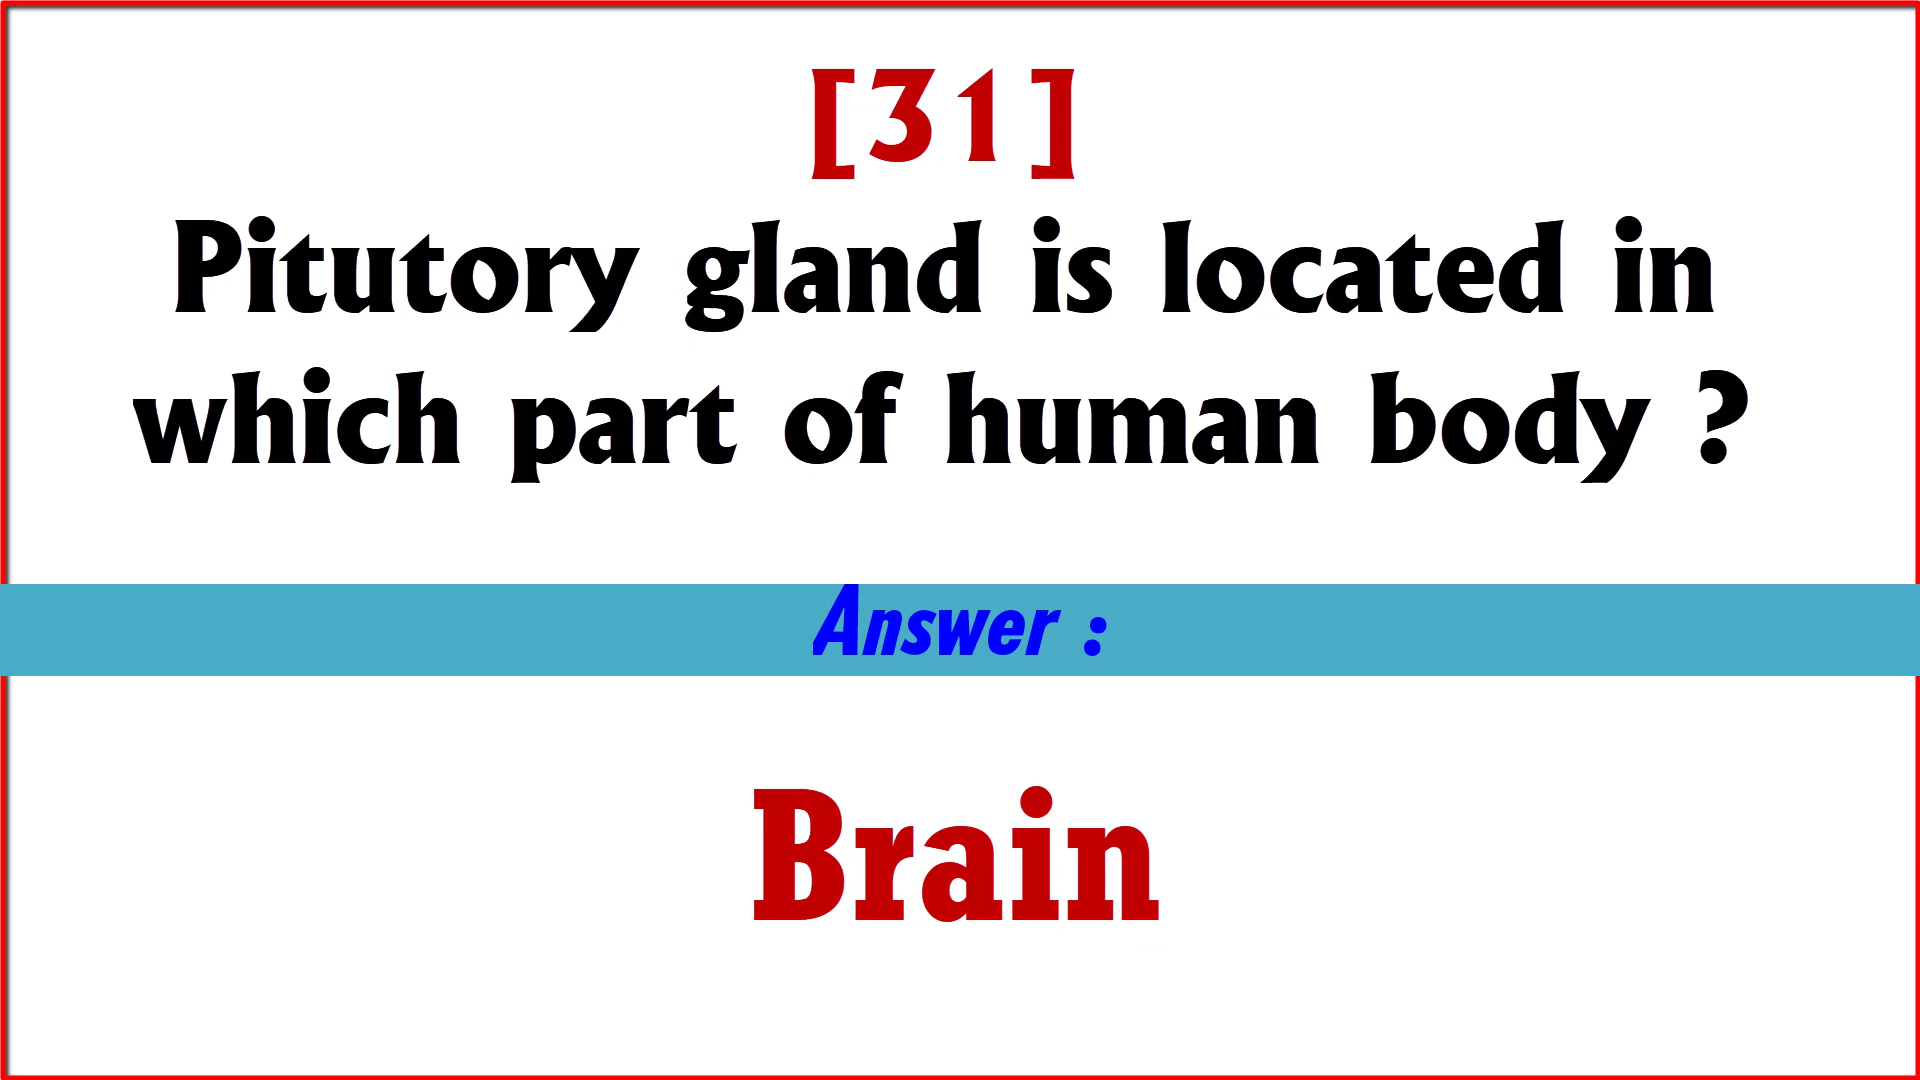 [31]
Pitutory gland is located in
which part of human body ?
Answer :
Brain